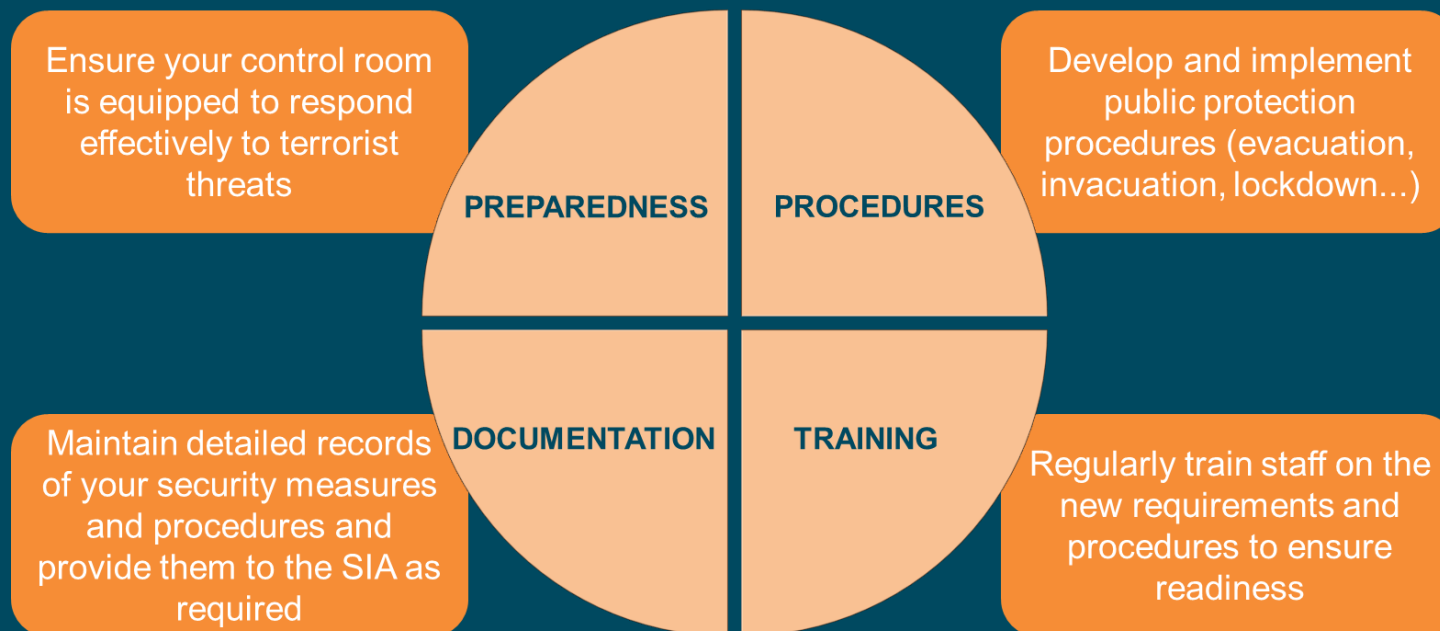 Ensure your control room
is equipped to respond
effectively to terrorist
threats
PREPAREDNESS
PROCEDURES
Develop and implement
public protection
procedures (evacuation,
invacuation, lockdown...)
Maintain detailed records
of your security measures
and procedures and
provide them to the SIA as
required
DOCUMENTATION
TRAINING
Regularly train staff on the
new requirements and
procedures to ensure
readiness